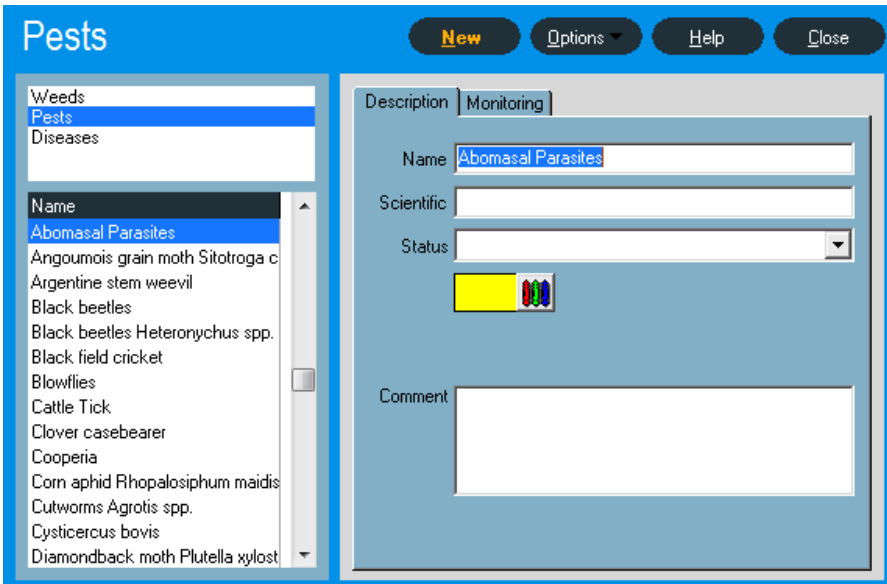 Pests
New
Options
Help
Close
Weeds
Pests
Diseases
Name
Abomasal Parasites
Angoumois grain moth Sitotroga c
Argentine stem weevil
Black beetles
Black beetles Heteronychus spp.
Black field cricket
Blowflies
Cattle Tick
Clover casebearer
Cooperia
Corn aphid Rhopalosiphum maidis
Cutworms Agrotis spp.
Cysticercus bovis
Diamondback moth Plutella xylost
Description
Monitoring
Name Abomasal Parasites
Scientific
Status
Comment